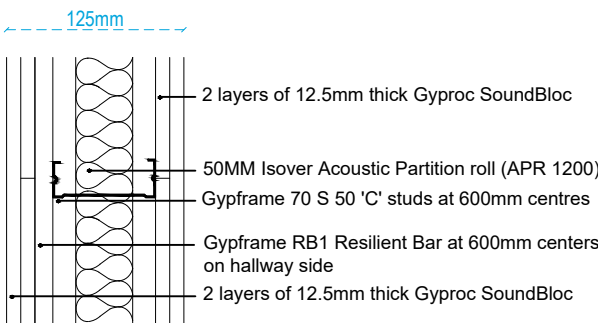 125mm
2 layers of 12.5mm thick Gyproc SoundBloc
50MM Isover Acoustic Partition roll (APR 1200)
Gypframe 70 S 50 'C' studs at 600mm centres
Gypframe RB1 Resilient Bar at 600mm centers
on hallway side
2 layers of 12.5mm thick Gyproc SoundBloc